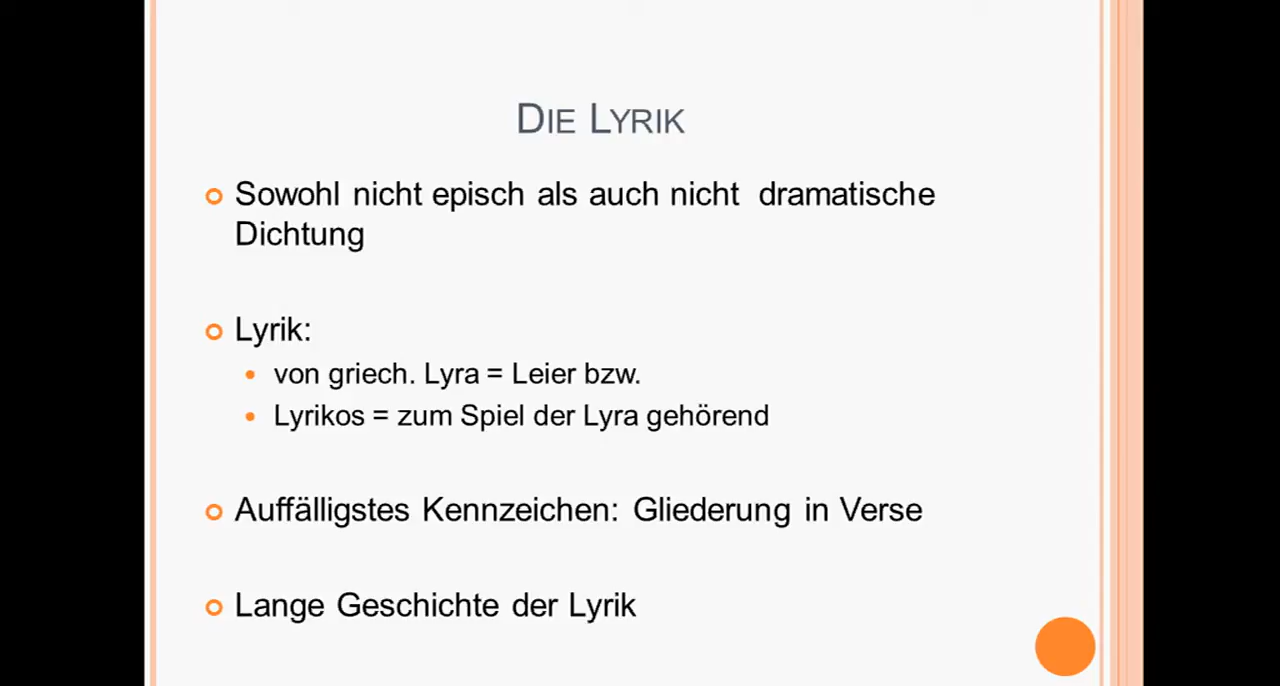 Die Lyrik
Sowohl nicht episch als auch nicht dramatische
Dichtung
Lyrik:
von griech. Lyra = Leier bzw.
Lyrikos = zum Spiel der Lyra gehörend
Auffälligstes Kennzeichen: Gliederung in Verse
Lange Geschichte der Lyrik